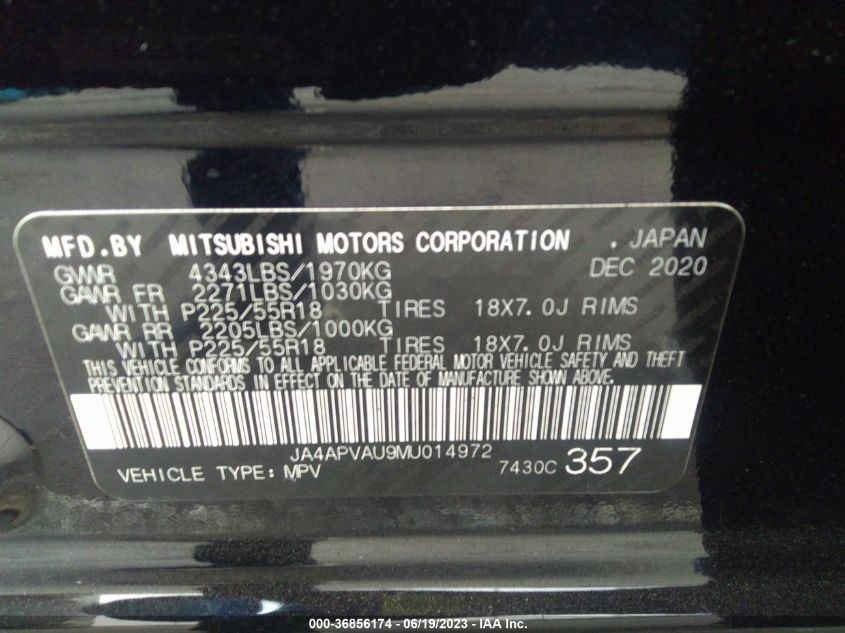 MFD.BY MITSUBISHI MOTORS CORPORATION .JAPAN
GVWR 4343LBS/1970KG DEC 2020
GAWR FR 2271LBS/1030KG
WITH P225/55R18 TIRES 18X7.0J RIMS
GAWR RR 2205LBS/1000KG
WITH P225/55R18 TIRES 18X7.0J RIMS
THIS VEHICLE CONFORMS TO ALL APPLICABLE FEDERAL MOTOR VEHICLE SAFETY AND THEFT
PREVENTION STANDARDS IN EFFECT ON THE DATE OF MANUFACTURE SHOWN ABOVE.
JA4APVAU9MU014972
VEHICLE TYPE: MPV 7430C 357
000-36856174 - 06/19/2023 - IAA Inc.